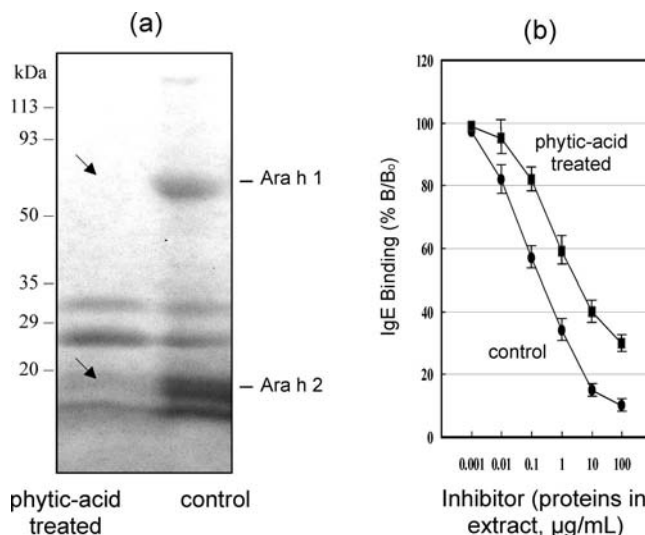 (a)
kDa
113
93
50
35
29
20
Ara h 1
Ara h 2
phytic-acid
treated
control
(b)
IgE Binding (% B/B₀)
120
100
80
60
40
20
0
phytic-acid
treated
control
0.001 0.01 0.1 1 10 100
Inhibitor (proteins in
extract, µg/mL)